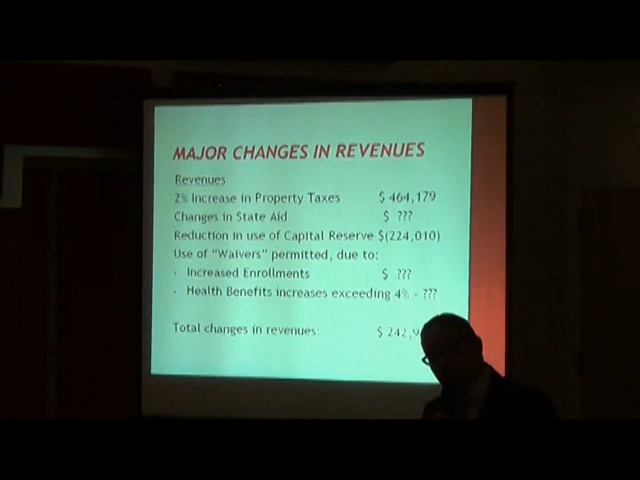 MAJOR CHANGES IN REVENUES
Revenues
2% Increase in Property Taxes $ 464,179
Changes in State Aid $ ???
Reduction in use of Capital Reserve $(224,010)
Use of "Waivers" permitted, due to:
- Increased Enrollments $ ???
- Health Benefits increases exceeding 4% - ???
Total changes in revenues: $ 242,9